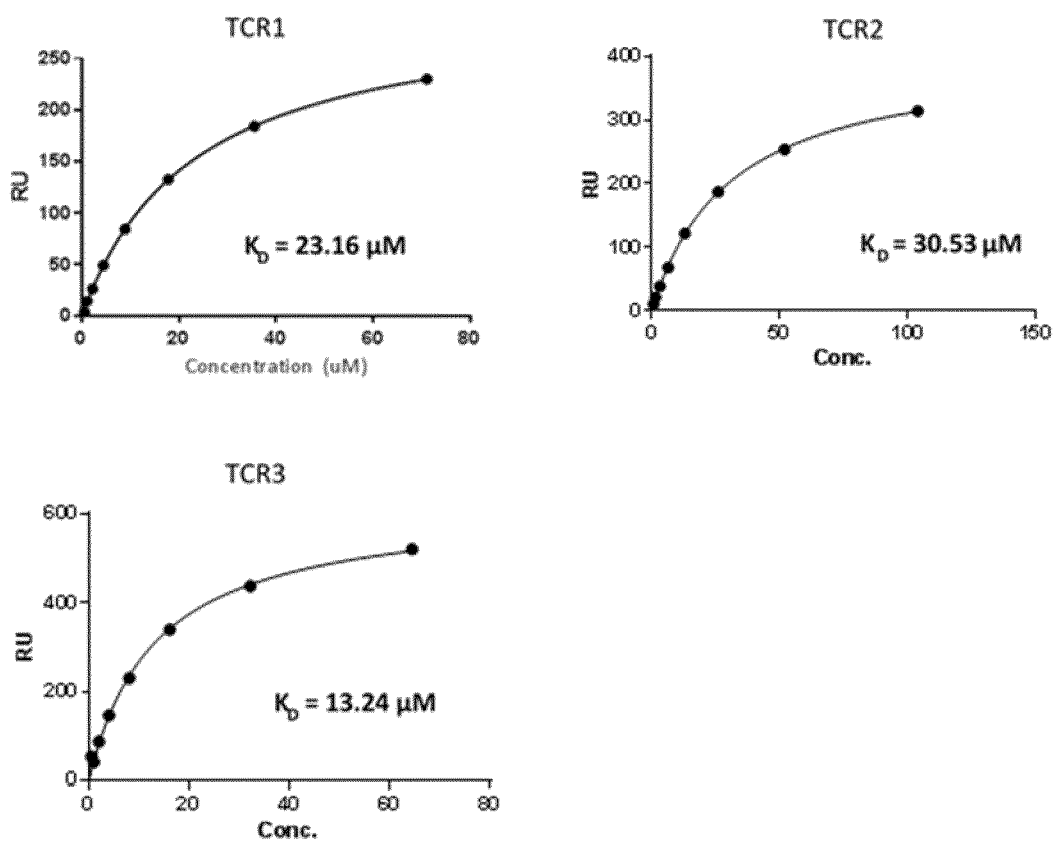 TCR1
250
200
150
100
50
0
RU
K_D = 23.16 µM
0 20 40 60 80
Concentration (uM)
TCR2
400
300
200
100
0
RU
K_D = 30.53 µM
0 50 100 150
Conc.
TCR3
600
400
200
0
RU
K_D = 13.24 µM
0 20 40 60 80
Conc.